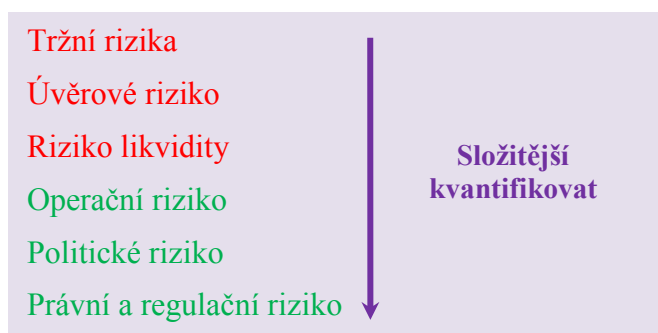 Tržní rizika
Úvěrové riziko
Riziko likvidity
Operační riziko
Politické riziko
Právní a regulační riziko
Složitější
kvantifikovat